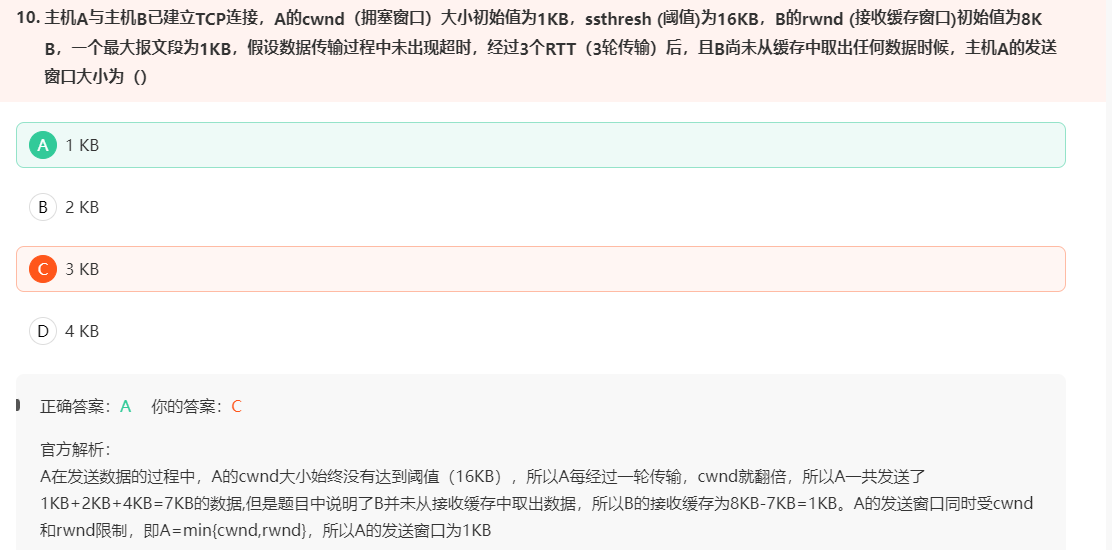 10. 主机A与主机B已建立TCP连接，A的cwnd（拥塞窗口）大小初始值为1KB，ssthresh (阈值)为16KB，B的rwnd (接收缓存窗口)初始值为8K
B，一个最大报文段为1KB，假设数据传输过程中未出现超时，经过3个RTT（3轮传输）后，且B尚未从缓存中取出任何数据时候，主机A的发送
窗口大小为（）
A 1 KB
B 2 KB
C 3 KB
D 4 KB
正确答案：A 你的答案：C
官方解析：
A在发送数据的过程中，A的cwnd大小始终没有达到阈值（16KB），所以A每经过一轮传输，cwnd就翻倍，所以A一共发送了
1KB+2KB+4KB=7KB的数据,但是题目中说明了B并未从接收缓存中取出数据，所以B的接收缓存为8KB-7KB=1KB。A的发送窗口同时受cwnd
和rwnd限制，即A=min{cwnd,rwnd}，所以A的发送窗口为1KB